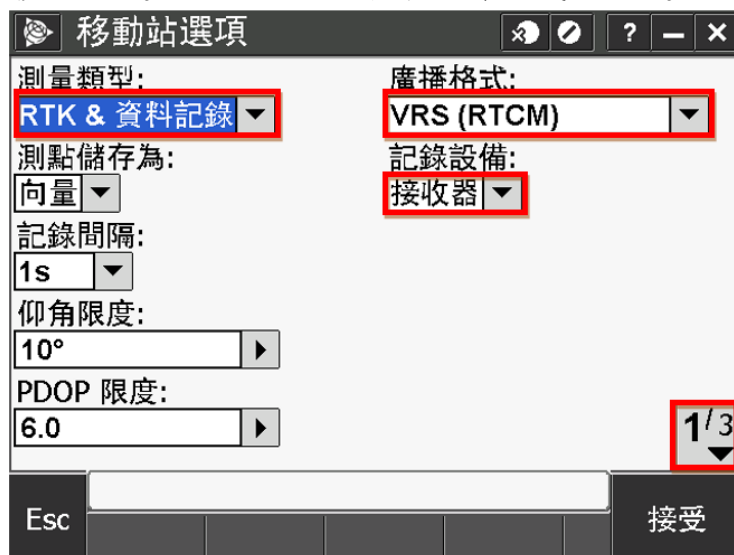 移動站選項
? – ×
測量類型: 廣播格式:
RTK & 資料記錄 VRS (RTCM)
測點儲存為: 記錄設備:
向量 接收器
記錄間隔:
1s
仰角限度:
10°
PDOP 限度:
6.0 1/3
Esc 接受